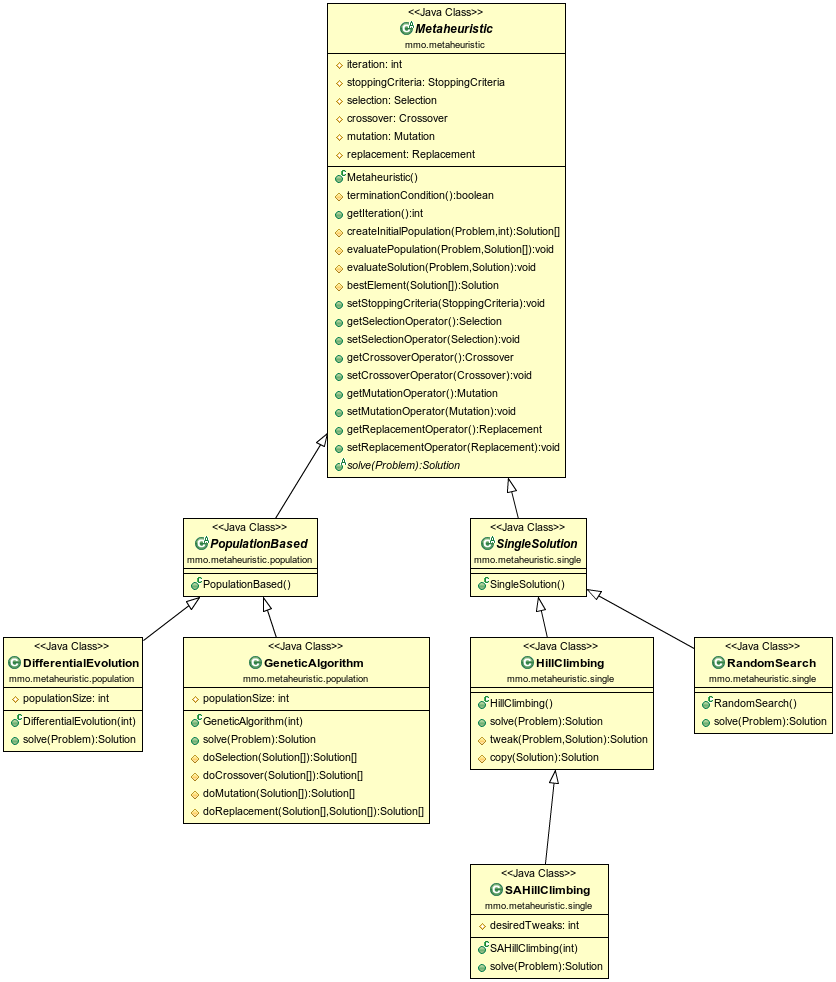 <<Java Class>>
Metaheuristic
mmo.metaheuristic
iteration: int
stoppingCriteria: StoppingCriteria
selection: Selection
crossover: Crossover
mutation: Mutation
replacement: Replacement
Metaheuristic()
terminationCondition():boolean
getIteration():int
createInitialPopulation(Problem,int):Solution[]
evaluatePopulation(Problem,Solution[]):void
evaluateSolution(Problem,Solution):void
bestElement(Solution[]):Solution
setStoppingCriteria(StoppingCriteria):void
getSelectionOperator():Selection
setSelectionOperator(Selection):void
getCrossoverOperator():Crossover
setCrossoverOperator(Crossover):void
getMutationOperator():Mutation
setMutationOperator(Mutation):void
getReplacementOperator():Replacement
setReplacementOperator(Replacement):void
solve(Problem):Solution
<<Java Class>>
PopulationBased
mmo.metaheuristic.population
PopulationBased()
<<Java Class>>
SingleSolution
mmo.metaheuristic.single
SingleSolution()
<<Java Class>>
DifferentialEvolution
mmo.metaheuristic.population
populationSize: int
DifferentialEvolution(int)
solve(Problem):Solution
<<Java Class>>
GeneticAlgorithm
mmo.metaheuristic.population
populationSize: int
GeneticAlgorithm(int)
solve(Problem):Solution
doSelection(Solution[]):Solution[]
doCrossover(Solution[]):Solution[]
doMutation(Solution[]):Solution[]
doReplacement(Solution[],Solution[]):Solution[]
<<Java Class>>
HillClimbing
mmo.metaheuristic.single
HillClimbing()
solve(Problem):Solution
tweak(Problem,Solution):Solution
copy(Solution):Solution
<<Java Class>>
RandomSearch
mmo.metaheuristic.single
RandomSearch()
solve(Problem):Solution
<<Java Class>>
SAHillClimbing
mmo.metaheuristic.single
desiredTweaks: int
SAHillClimbing(int)
solve(Problem):Solution